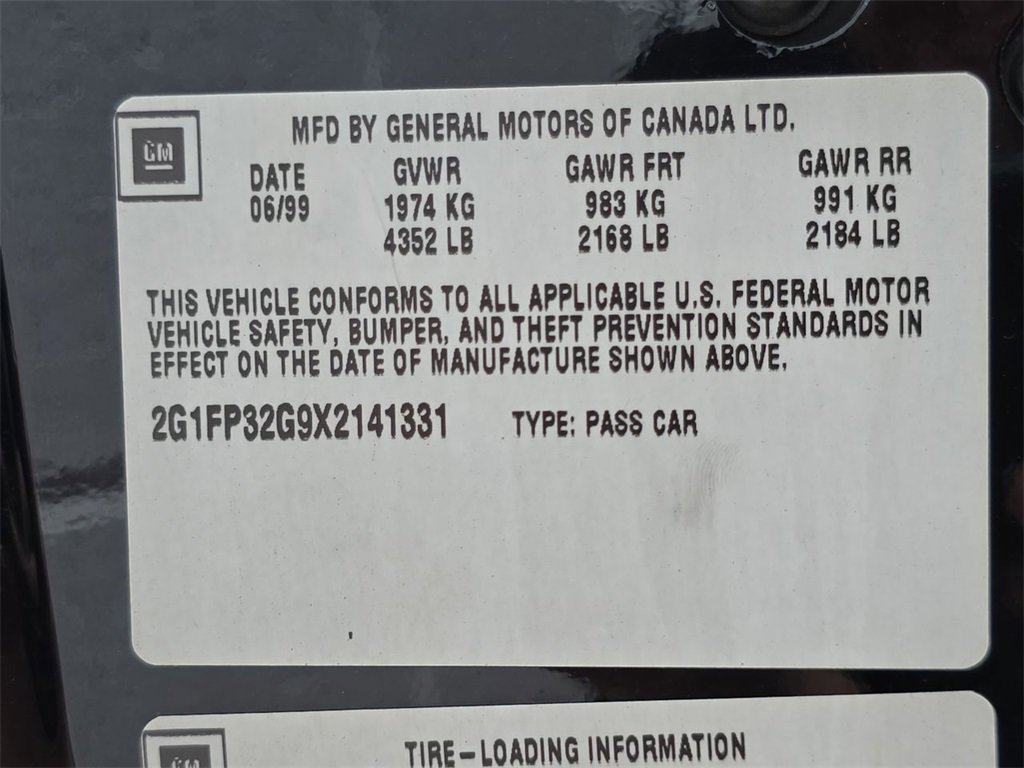 MFD BY GENERAL MOTORS OF CANADA LTD.
GM
DATE GVWR GAWR FRT GAWR RR
06/99 1974 KG 983 KG 991 KG
4352 LB 2168 LB 2184 LB
THIS VEHICLE CONFORMS TO ALL APPLICABLE U.S. FEDERAL MOTOR
VEHICLE SAFETY, BUMPER, AND THEFT PREVENTION STANDARDS IN
EFFECT ON THE DATE OF MANUFACTURE SHOWN ABOVE.
2G1FP32G9X2141331 TYPE: PASS CAR
GM
TIRE-LOADING INFORMATION